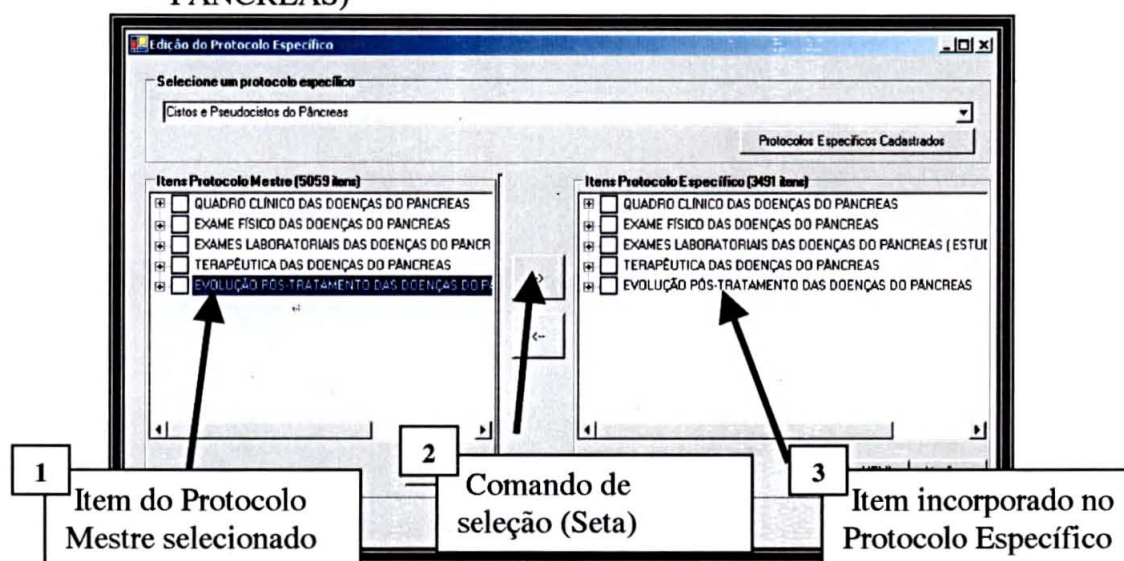 PÂNCREAS)
Edição do Protocolo Específico
Selecione um protocolo específico
Cistos e Pseudocistos do Pâncreas
Protocolos Específicos Cadastrados
Itens Protocolo Mestre (5059 itens)
QUADRO CLÍNICO DAS DOENÇAS DO PÂNCREAS
EXAME FÍSICO DAS DOENÇAS DO PÂNCREAS
EXAMES LABORATORIAIS DAS DOENÇAS DO PÂNCR
TERAPÊUTICA DAS DOENÇAS DO PÂNCREAS
EVOLUÇÃO PÓS-TRATAMENTO DAS DOENÇAS DO P
<--
Itens Protocolo Específico (3491 itens)
QUADRO CLÍNICO DAS DOENÇAS DO PÂNCREAS
EXAME FÍSICO DAS DOENÇAS DO PÂNCREAS
EXAMES LABORATORIAIS DAS DOENÇAS DO PÂNCREAS ( ESTU
TERAPÊUTICA DAS DOENÇAS DO PÂNCREAS
EVOLUÇÃO PÓS-TRATAMENTO DAS DOENÇAS DO PÂNCREAS
1
Item do Protocolo
Mestre selecionado
2
Comando de
seleção (Seta)
3
Item incorporado no
Protocolo Específico